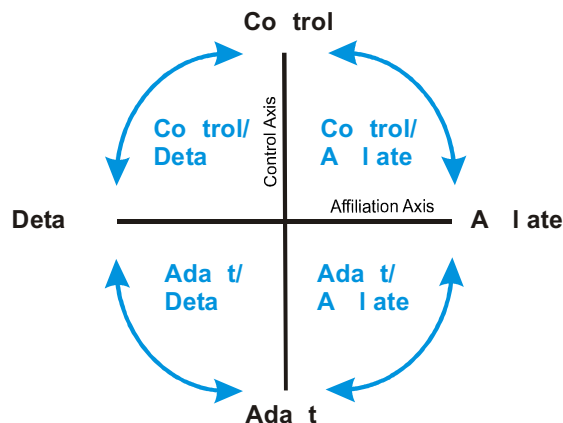 Co trol
Control Axis
Co trol/
Deta
Co trol/
A l ate
Affiliation Axis
Deta
A l ate
Ada t/
Deta
Ada t/
A l ate
Ada t